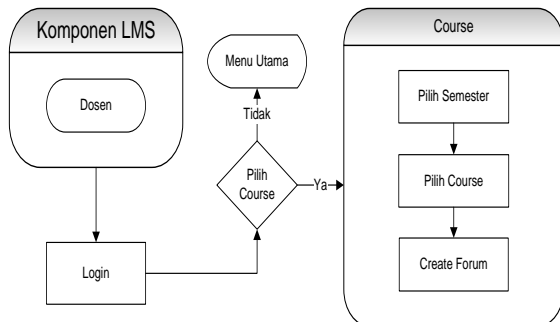 Komponen LMS
Dosen
Login
Menu Utama
Tidak
Pilih
Course
Ya
Course
Pilih Semester
Pilih Course
Create Forum